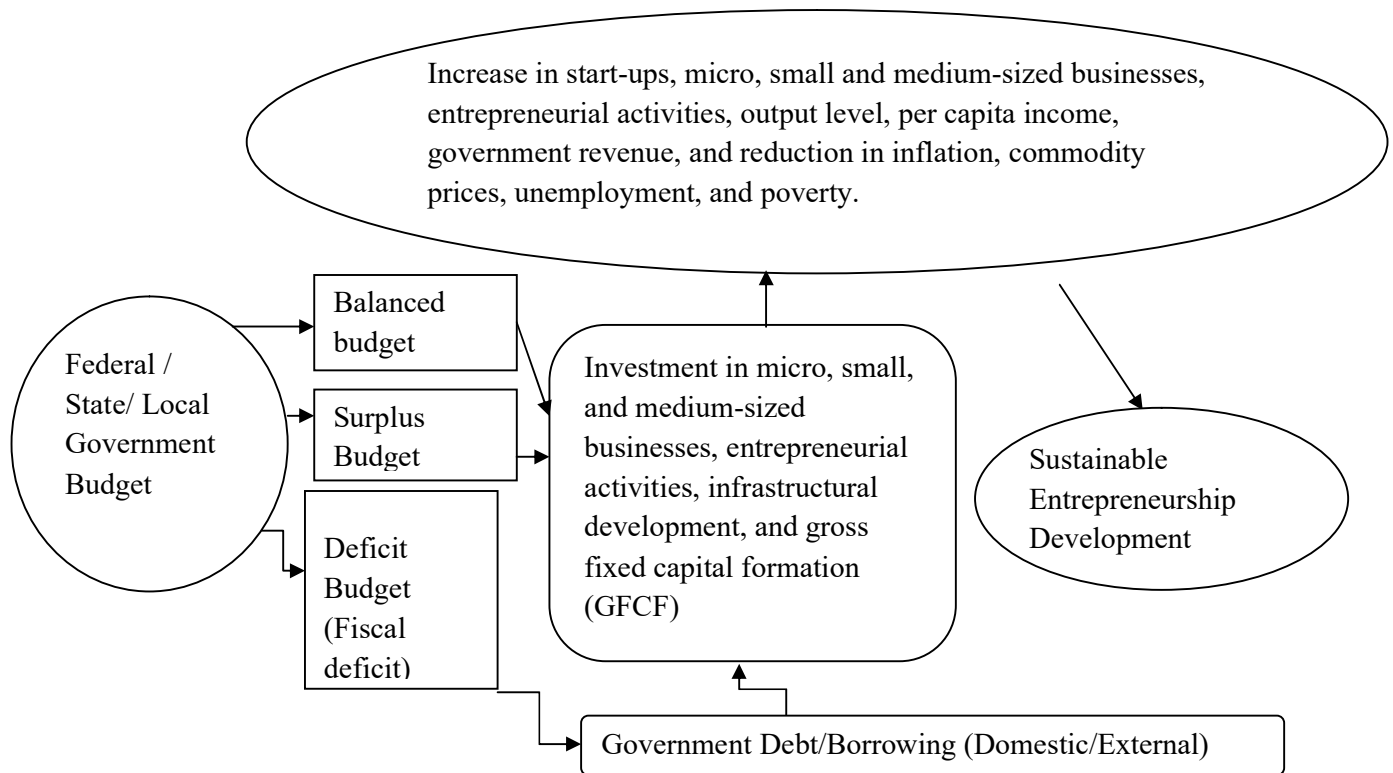 Increase in start-ups, micro, small and medium-sized businesses,
entrepreneurial activities, output level, per capita income,
government revenue, and reduction in inflation, commodity
prices, unemployment, and poverty.
Balanced
budget
Federal /
State/ Local
Government
Budget
Surplus
Budget
Deficit
Budget
(Fiscal
deficit)
Investment in micro, small,
and medium-sized
businesses, entrepreneurial
activities, infrastructural
development, and gross
fixed capital formation
(GFCF)
Sustainable
Entrepreneurship
Development
Government Debt/Borrowing (Domestic/External)